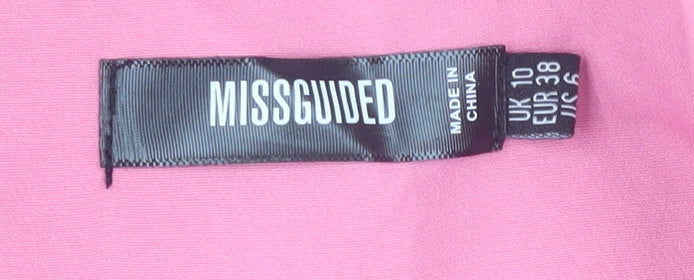 MISSGUIDED
MADE IN
CHINA
UK 10
EUR 38
US 6